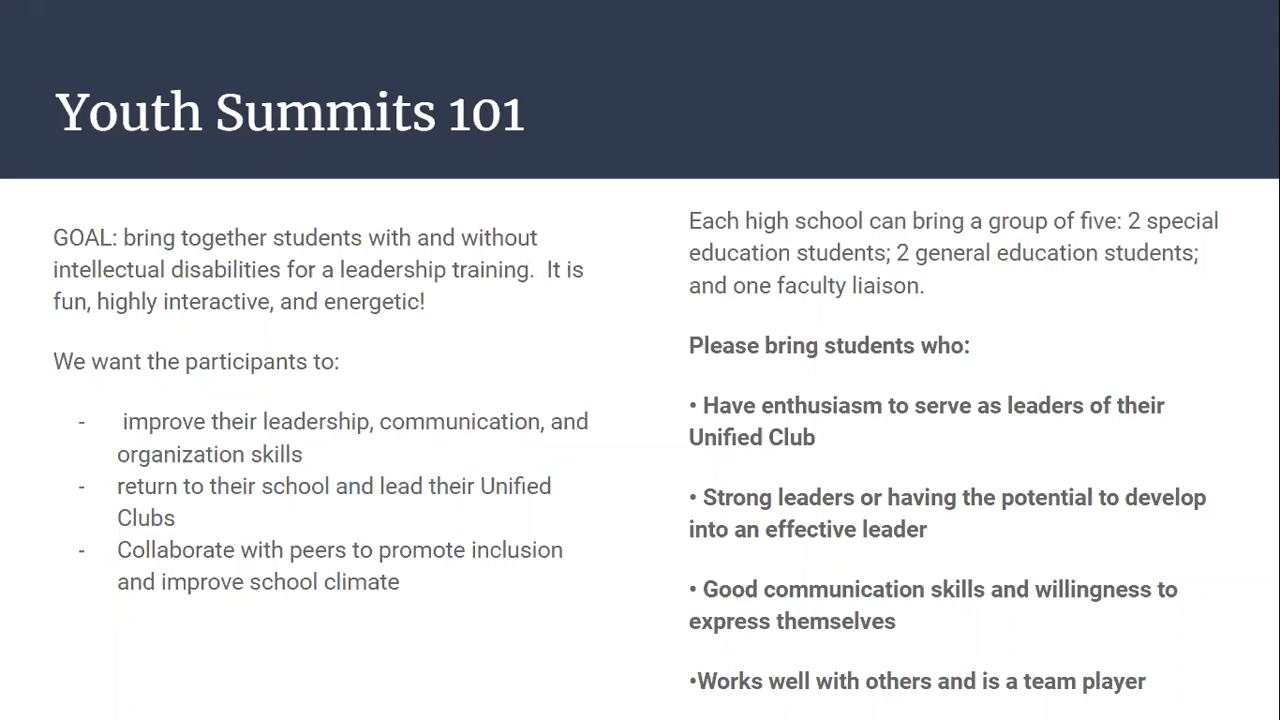 Youth Summits 101
GOAL: bring together students with and without
intellectual disabilities for a leadership training.  It is
fun, highly interactive, and energetic!
We want the participants to:
- improve their leadership, communication, and
organization skills
- return to their school and lead their Unified
Clubs
- Collaborate with peers to promote inclusion
and improve school climate
Each high school can bring a group of five: 2 special
education students; 2 general education students;
and one faculty liaison.
Please bring students who:
• Have enthusiasm to serve as leaders of their
Unified Club
• Strong leaders or having the potential to develop
into an effective leader
• Good communication skills and willingness to
express themselves
•Works well with others and is a team player